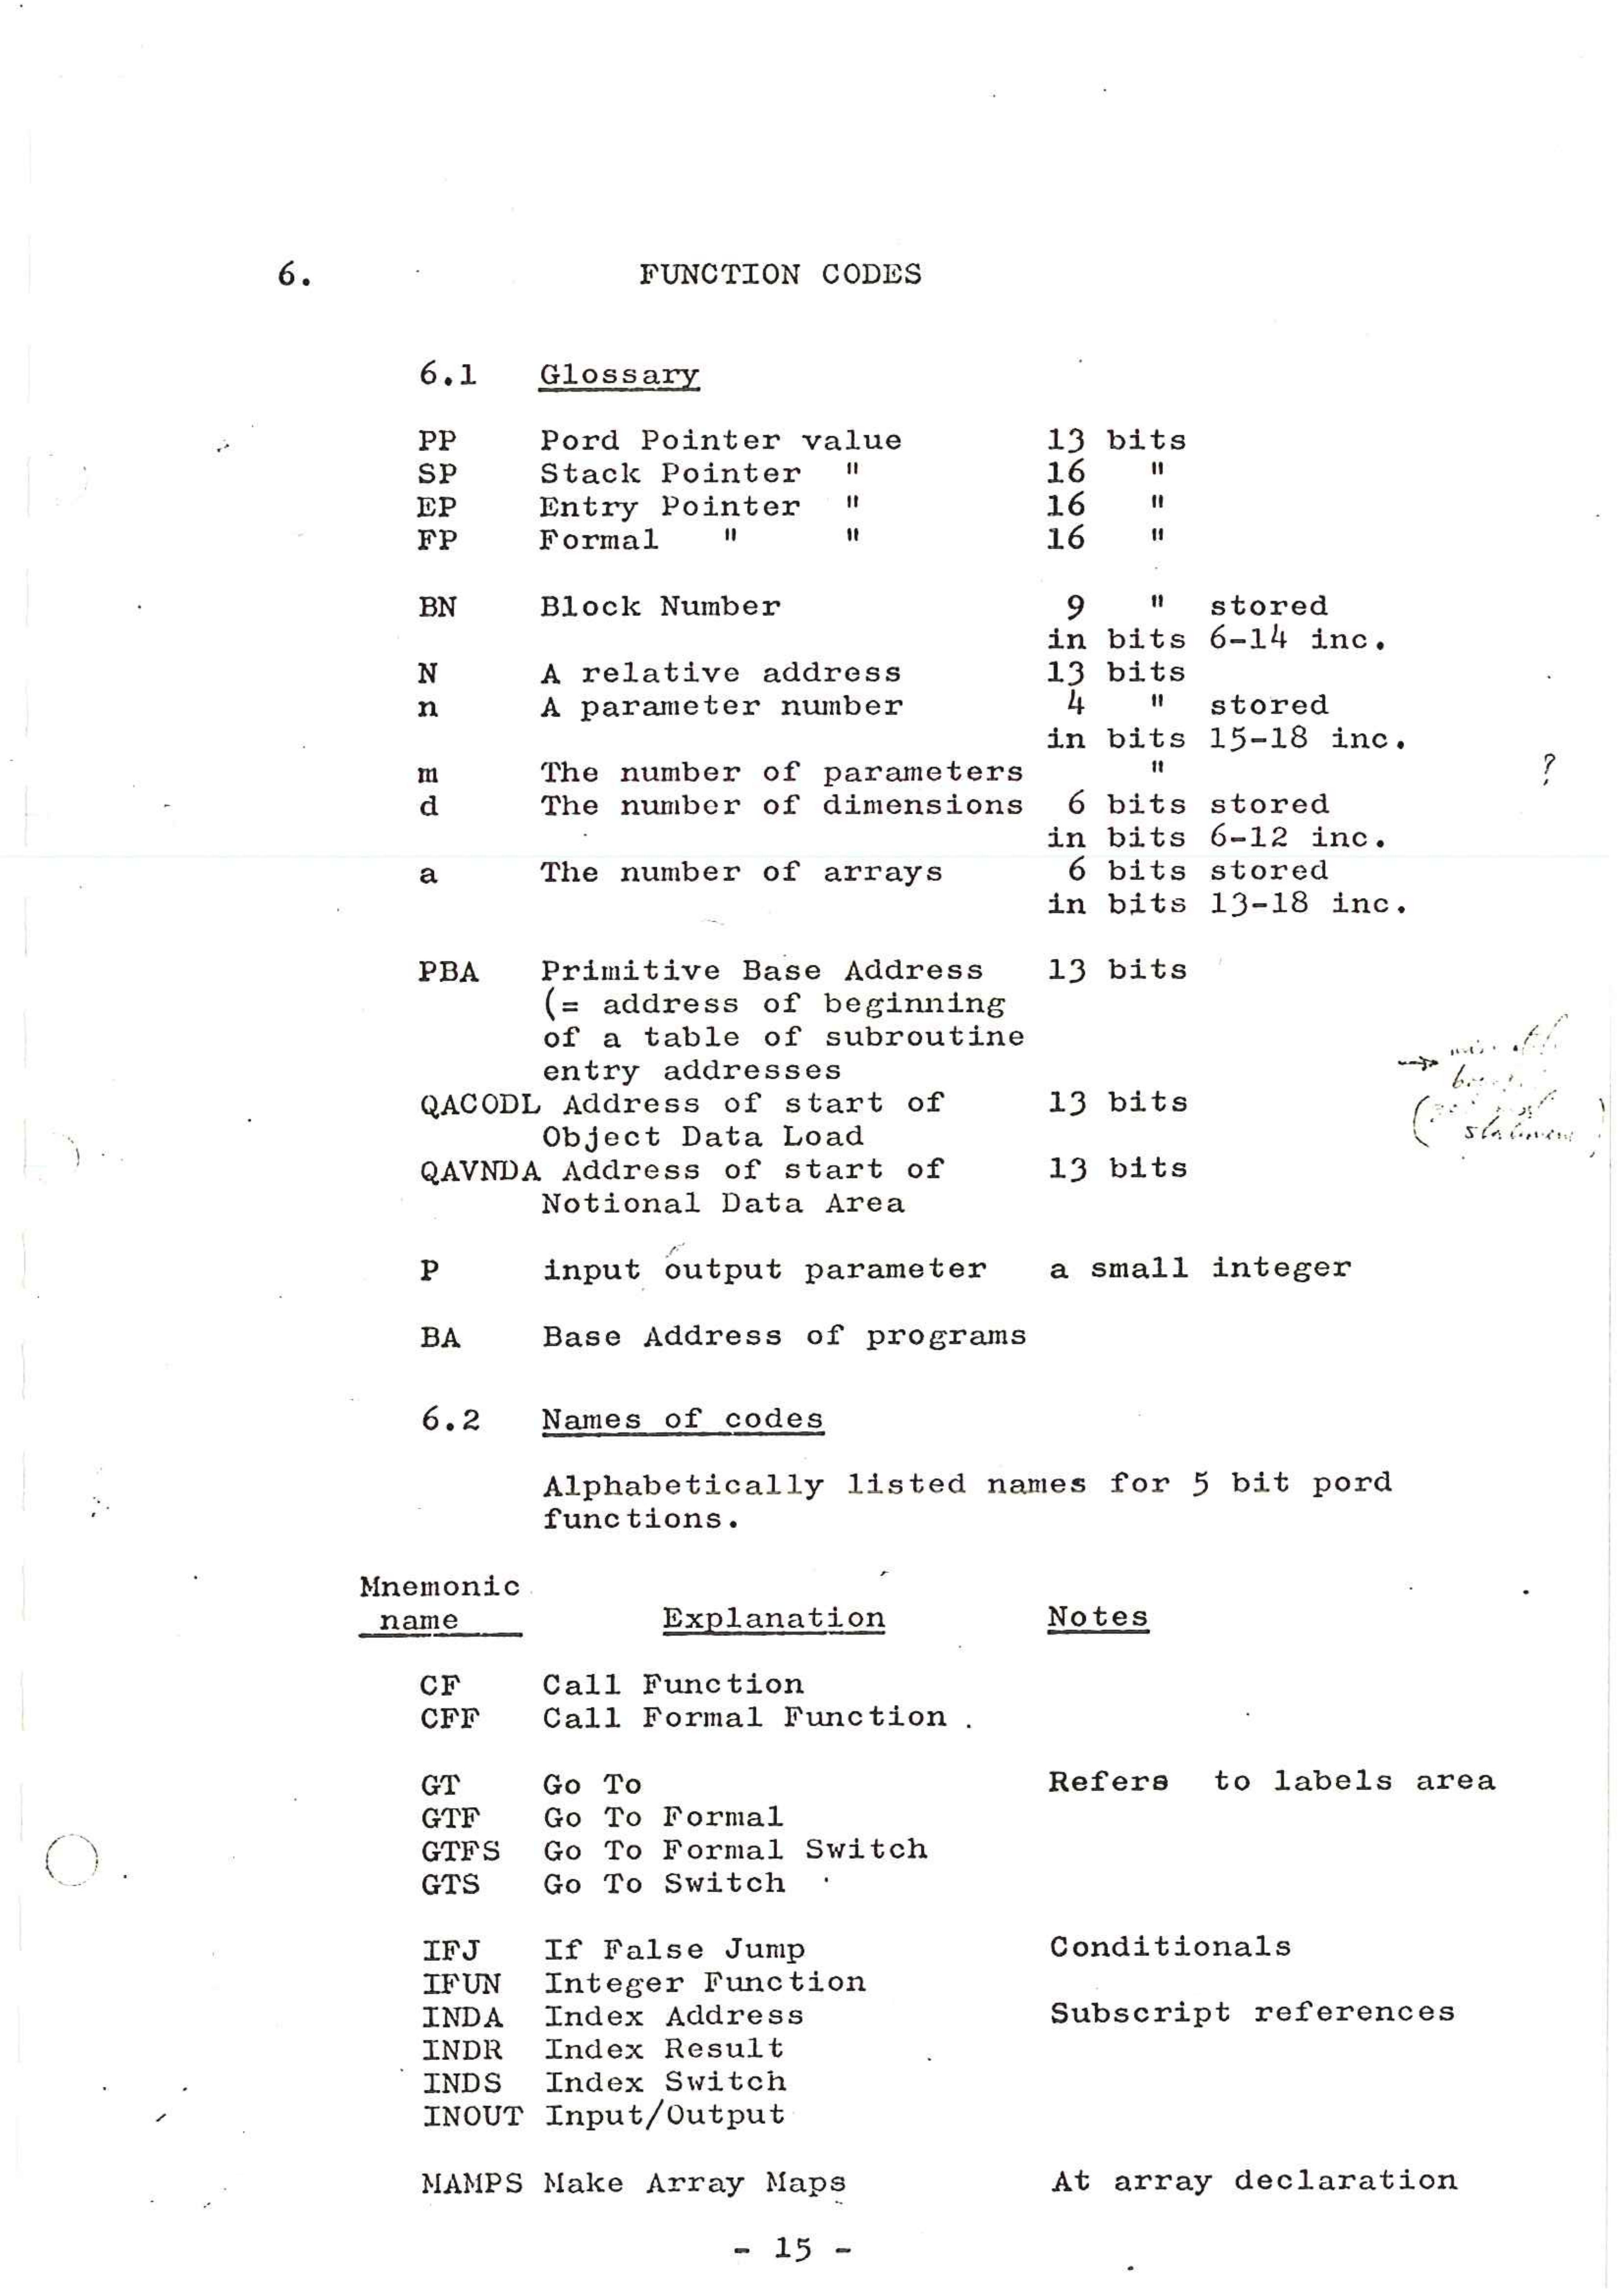 6. FUNCTION CODES
6.1 Glossary
PP Pord Pointer value 13 bits
SP Stack Pointer " 16 "
EP Entry Pointer " 16 "
FP Formal " " 16 "
BN Block Number 9 " stored
in bits 6-14 inc.
N A relative address 13 bits
n A parameter number 4 " stored
in bits 15-18 inc.
m The number of parameters " ?
d The number of dimensions 6 bits stored
in bits 6-12 inc.
a The number of arrays 6 bits stored
in bits 13-18 inc.
PBA Primitive Base Address 13 bits
(= address of beginning
of a table of subroutine
entry addresses
QACODL Address of start of 13 bits
Object Data Load
statement
QAVNDA Address of start of 13 bits
Notional Data Area
P input output parameter a small integer
BA Base Address of programs
6.2 Names of codes
Alphabetically listed names for 5 bit pord
functions.
Mnemonic
name Explanation Notes
CF Call Function
CFF Call Formal Function .
GT Go To Refers to labels area
GTF Go To Formal
GTFS Go To Formal Switch
GTS Go To Switch
IFJ If False Jump Conditionals
IFUN Integer Function
INDA Index Address Subscript references
INDR Index Result
INDS Index Switch
INOUT Input/Output
MAMPS Make Array Maps At array declaration
- 15 -